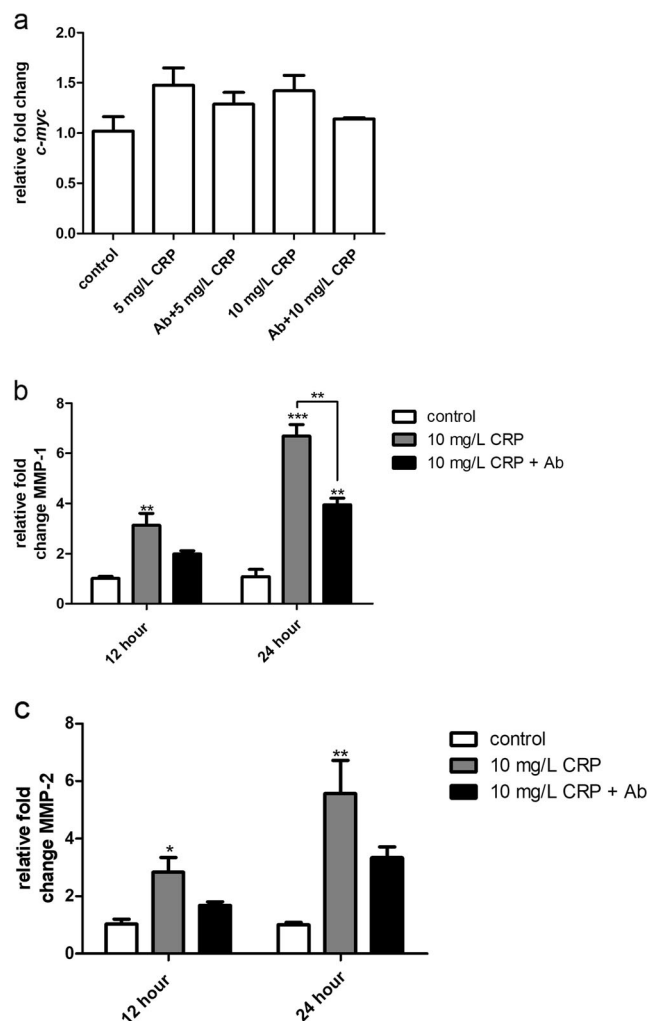 a
relative fold chang
c-myc
2.0
1.5
1.0
0.5
0.0
control
5 mg/L CRP
Ab+5 mg/L CRP
10 mg/L CRP
Ab+10 mg/L CRP
b
relative fold
change MMP-1
8
6
4
2
0
**
***
**
**
12 hour
24 hour
control
10 mg/L CRP
10 mg/L CRP + Ab
c
relative fold
change MMP-2
8
6
4
2
0
*
**
12 hour
24 hour
control
10 mg/L CRP
10 mg/L CRP + Ab